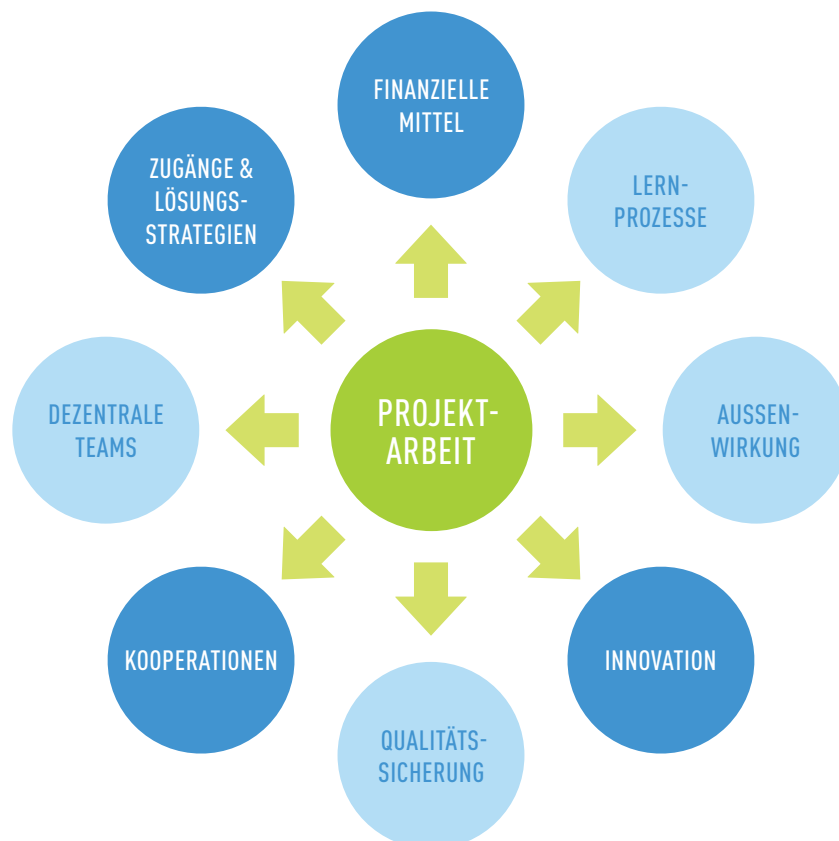 FINANZIELLE
MITTEL
ZUGÄNGE &
LÖSUNGS-
STRATEGIEN
LERN-
PROZESSE
DEZENTRALE
TEAMS
PROJEKT-
ARBEIT
AUSSEN-
WIRKUNG
KOOPERATIONEN
INNOVATION
QUALITÄTS-
SICHERUNG